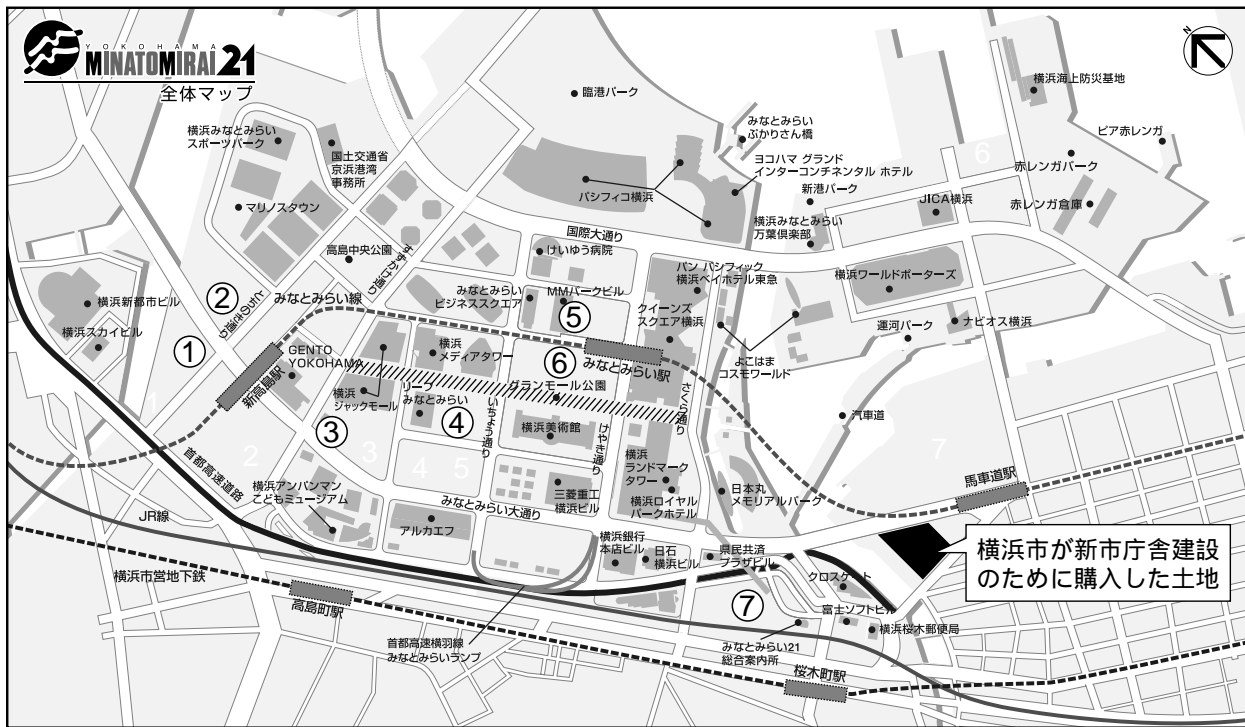 YOKOHAMA
MINATOMIRAI 21
全体マップ
N
臨港パーク
横浜海上防災基地
みなとみらい
ぷかりさん橋
ピア赤レンガ
横浜みなとみらい
スポーツパーク
国土交通省
京浜港湾
事務所
ヨコハマ グランド
インターコンチネンタル ホテル
赤レンガパーク
6
マリノスタウン
パシフィコ横浜
新港パーク
JICA横浜
赤レンガ倉庫
横浜みなとみらい
万葉倶楽部
国際大通り
けいゆう病院
高島中央公園
すずかけ通り
パン パシフィック
横浜ベイホテル東急
横浜ワールドポーターズ
横浜新都市ビル
②
とちのき通り
みなとみらい線
みなとみらい
ビジネススクエア
MMパークビル
クイーンズ
スクエア横浜
⑤
ナビオス横浜
運河パーク
横浜スカイビル
①
GENTO
YOKOHAMA
横浜
メディアタワー
⑥
みなとみらい駅
よこはま
コスモワールド
新高島駅
横浜
ジャックモール
リーフ
みなとみらい
グランモール公園
さくら通り
1
汽車道
③
④
いちょう通り
横浜美術館
けやき通り
2
3
4
5
7
首都高速道路
横浜
ランドマーク
タワー
馬車道駅
横浜アンパンマン
こどもミュージアム
みなとみらい大通り
三菱重工
横浜ビル
横浜ロイヤル
パークホテル
日本丸
メモリアルパーク
JR線
アルカエフ
横浜銀行
本店ビル
日石
横浜ビル
県民共済
プラザビル
横浜市が新市庁舎建設
のために購入した土地
横浜市営地下鉄
高島町駅
クロスゲート
⑦
富士ソフトビル
横浜桜木郵便局
首都高速横羽線
みなとみらいランプ
みなとみらい21
総合案内所
桜木町駅